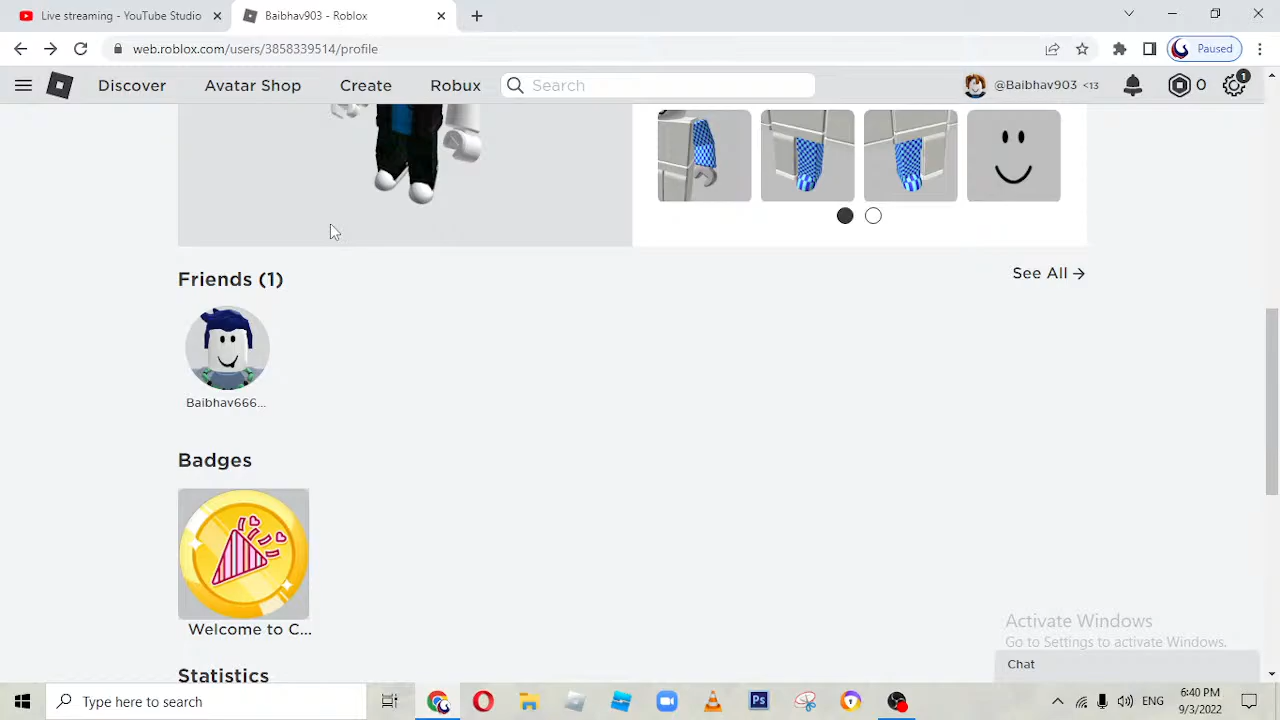 Live streaming - YouTube Studio
Baibhav903 - Roblox
web.roblox.com/users/3858339514/profile
Paused
Discover
Avatar Shop
Create
Robux
Search
@Baibhav903 <13
0
1
Friends (1)
See All →
Baibhav666...
Badges
Welcome to C...
Statistics
Activate Windows
Go to Settings to activate Windows.
Chat
Type here to search
Ps
ENG
6:40 PM
9/3/2022